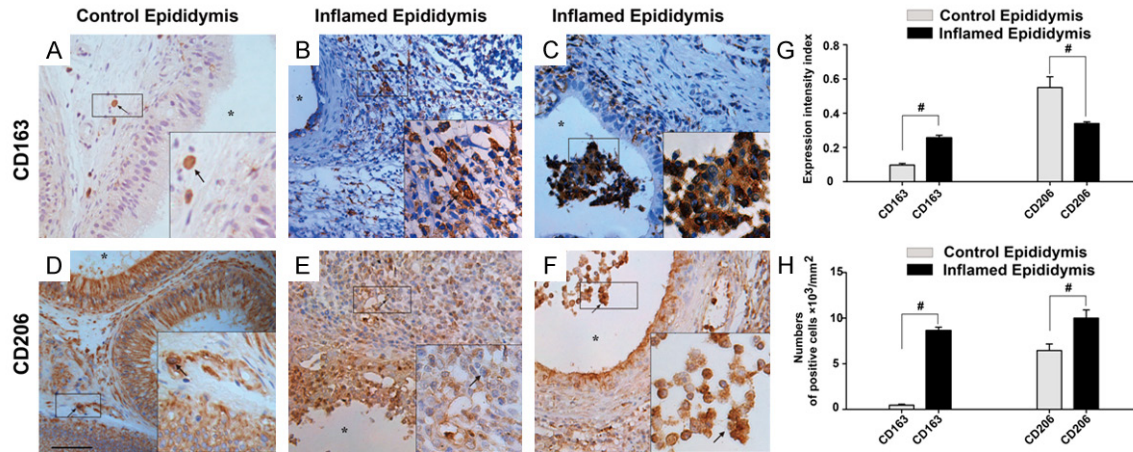 Control Epididymis
Inflamed Epididymis
Inflamed Epididymis
CD163
A
*
B
*
C
*
CD206
D
*
E
*
F
*
G
Control Epididymis
Inflamed Epididymis
Expression intensity index
0.8
0.6
0.4
0.2
0
#
#
CD163
CD163
CD206
CD206
H
Control Epididymis
Inflamed Epididymis
Numbers
of positive cells ×10³/mm²
15
10
5
0
#
#
CD163
CD163
CD206
CD206